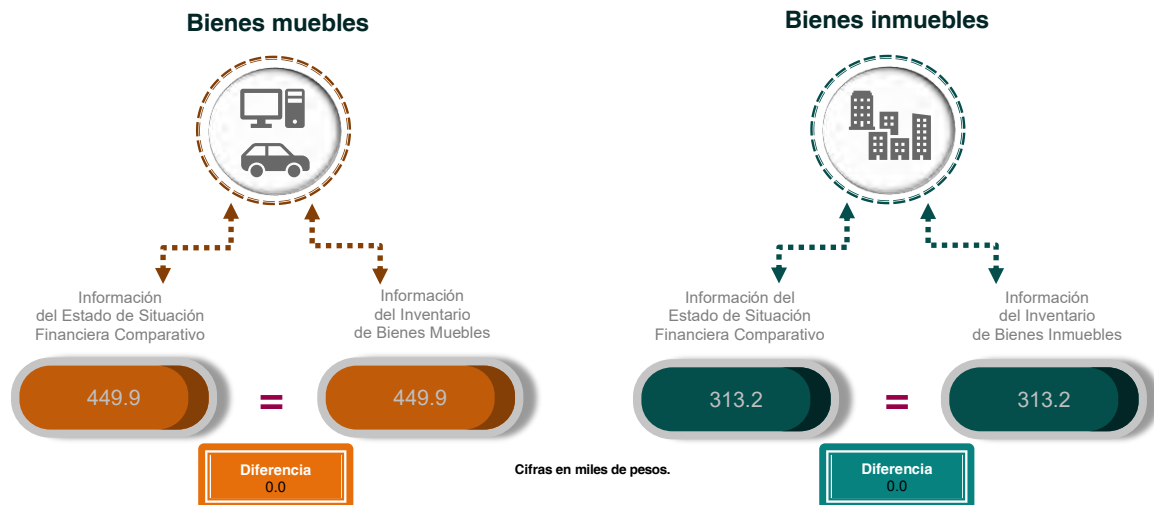 Bienes muebles
Información
del Estado de Situación
Financiera Comparativo
Información
del Inventario
de Bienes Muebles
449.9
=
449.9
Diferencia
0.0
Cifras en miles de pesos.
Bienes inmuebles
Información del
Estado de Situación
Financiera Comparativo
Información
del Inventario
de Bienes Inmuebles
313.2
=
313.2
Diferencia
0.0